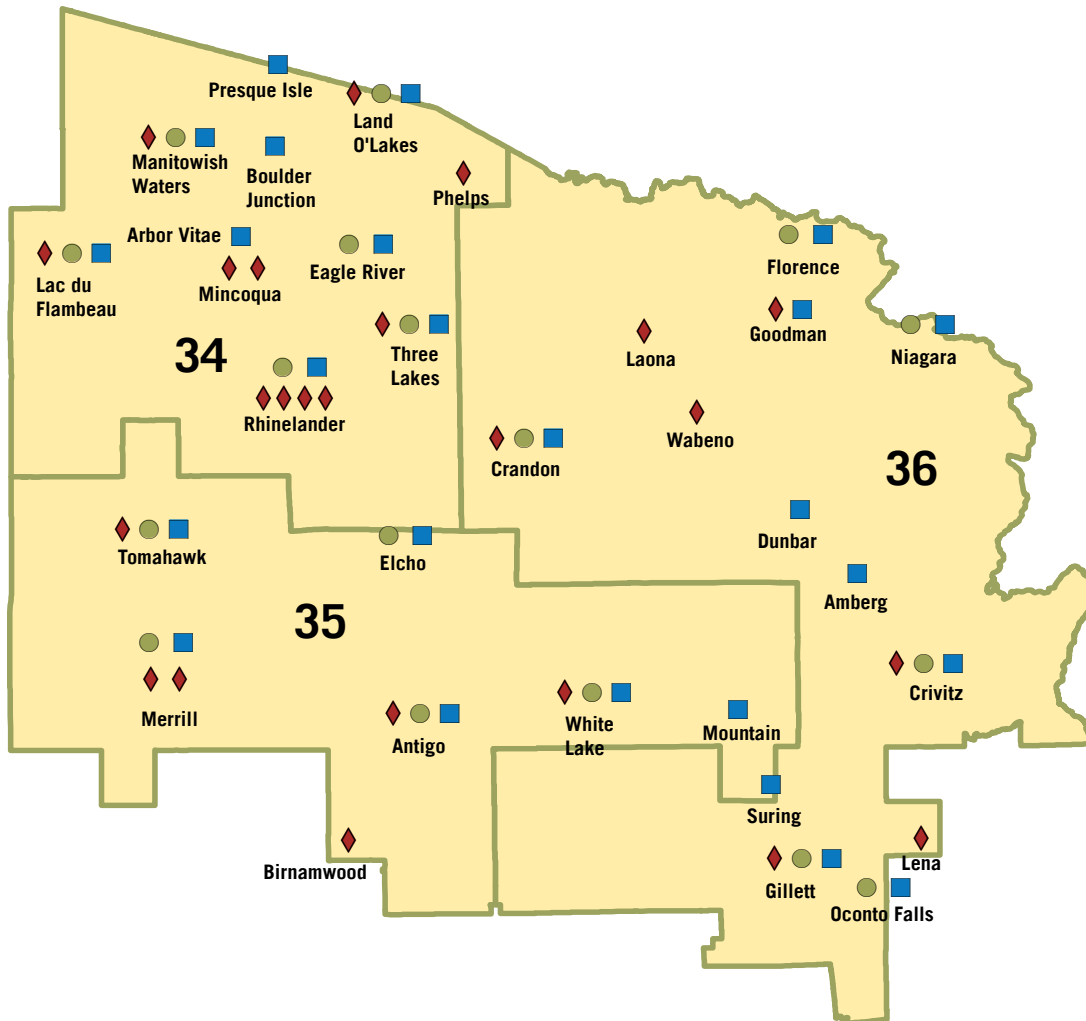 Presque Isle
Land
O'Lakes
Manitowish
Waters
Boulder
Junction
Phelps
Arbor Vitae
Eagle River
Florence
Lac du
Flambeau
Mincoqua
Goodman
Three
Lakes
Laona
Niagara
34
Rhinelander
Wabeno
Crandon
36
Dunbar
Tomahawk
Elcho
Amberg
35
Crivitz
Merrill
Antigo
White
Lake
Mountain
Suring
Birnamwood
Gillett
Lena
Oconto Falls